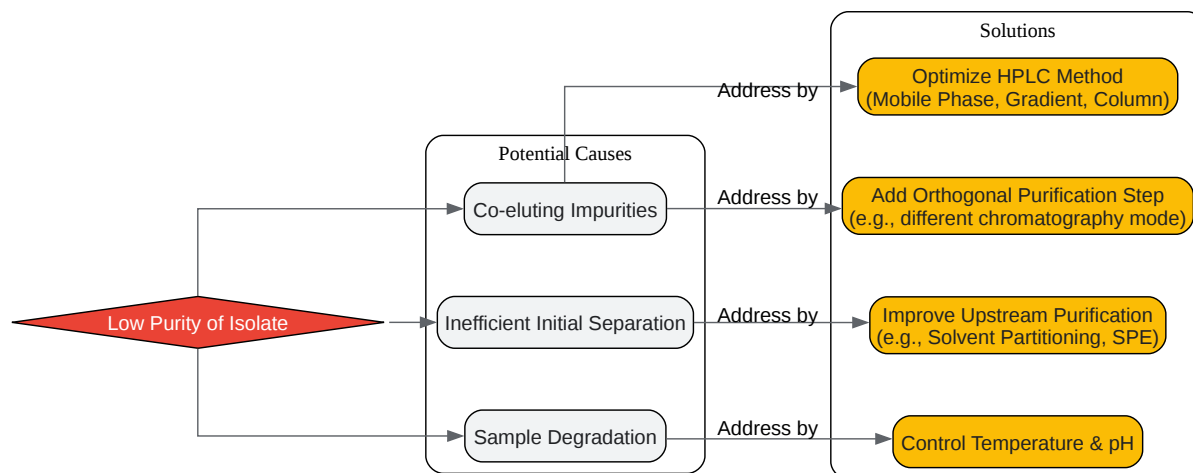 Solutions
Optimize HPLC Method
(Mobile Phase, Gradient, Column)
Address by
Potential Causes
Co-eluting Impurities
Address by
Add Orthogonal Purification Step
(e.g., different chromatography mode)
Low Purity of Isolate
Inefficient Initial Separation
Address by
Improve Upstream Purification
(e.g., Solvent Partitioning, SPE)
Sample Degradation
Address by
Control Temperature & pH